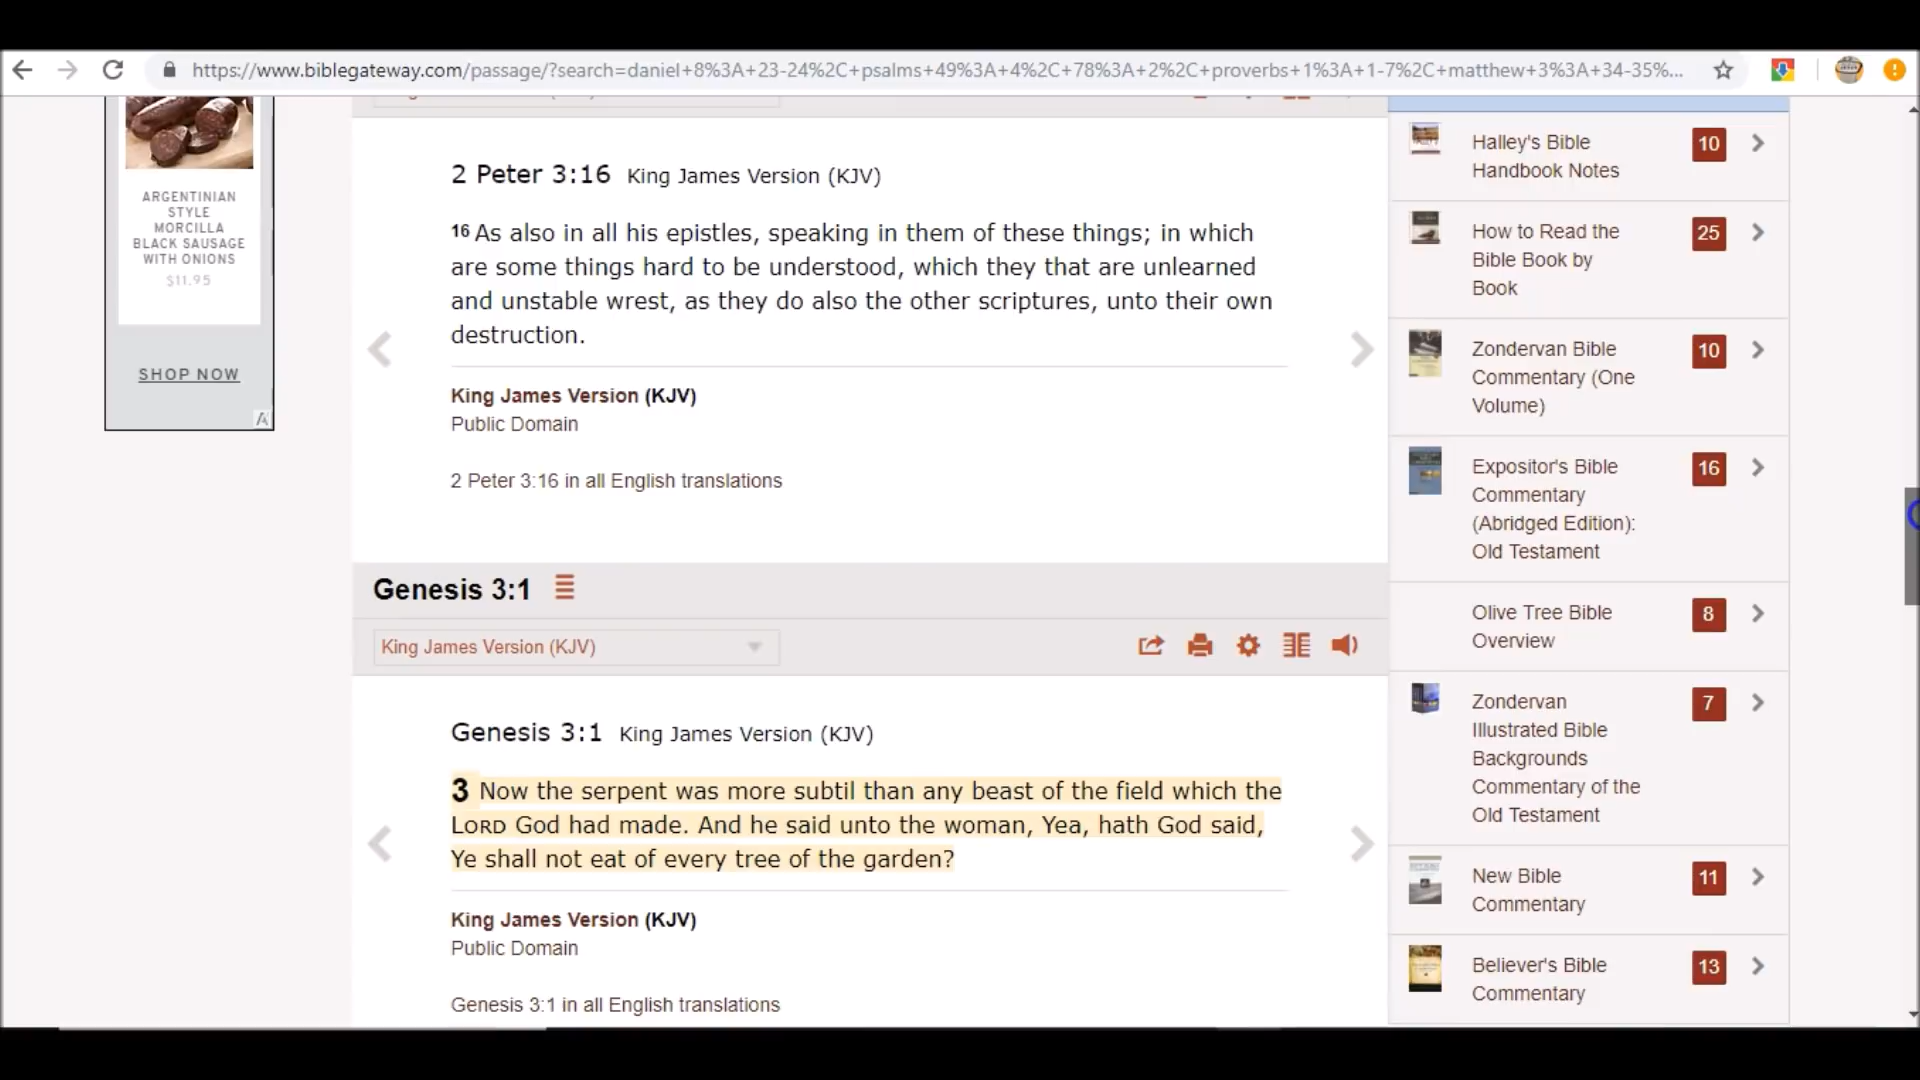 https://www.biblegateway.com/passage/?search=daniel+8%3A+23-24%2C+psalms+49%3A+4%2C+78%3A+2%2C+proverbs+1%3A+1-7%2C+matthew+3%3A+34-35%...
ARGENTINIAN
STYLE
MORCILLA
BLACK SAUSAGE
WITH ONIONS
$11.95
SHOP NOW
2 Peter 3:16 King James Version (KJV)
16 As also in all his epistles, speaking in them of these things; in which
are some things hard to be understood, which they that are unlearned
and unstable wrest, as they do also the other scriptures, unto their own
destruction.
King James Version (KJV)
Public Domain
2 Peter 3:16 in all English translations
Genesis 3:1
King James Version (KJV)
Genesis 3:1 King James Version (KJV)
3 Now the serpent was more subtil than any beast of the field which the
LORD God had made. And he said unto the woman, Yea, hath God said,
Ye shall not eat of every tree of the garden?
King James Version (KJV)
Public Domain
Genesis 3:1 in all English translations
Halley's Bible
Handbook Notes
10
How to Read the
Bible Book by
Book
25
Zondervan Bible
Commentary (One
Volume)
10
Expositor's Bible
Commentary
(Abridged Edition):
Old Testament
16
Olive Tree Bible
Overview
8
Zondervan
Illustrated Bible
Backgrounds
Commentary of the
Old Testament
7
New Bible
Commentary
11
Believer's Bible
Commentary
13